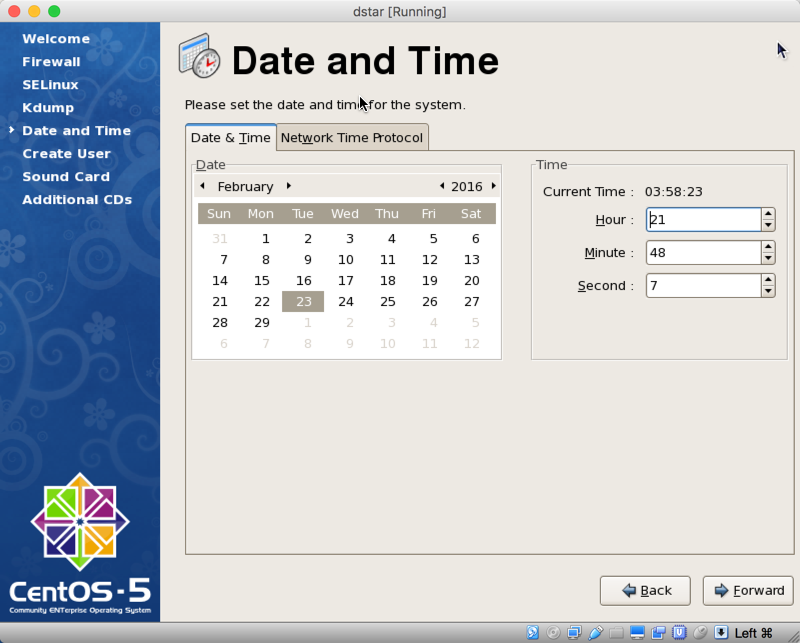 dstar [Running]
Welcome
Firewall
SELinux
Kdump
Date and Time
Create User
Sound Card
Additional CDs
CentOS-5
Community ENTerprise Operating System
Date and Time
Please set the date and time for the system.
Date & Time
Network Time Protocol
Date
February 2016
Sun Mon Tue Wed Thu Fri Sat
31 1 2 3 4 5 6
7 8 9 10 11 12 13
14 15 16 17 18 19 20
21 22 23 24 25 26 27
28 29 1 2 3 4 5
6 7 8 9 10 11 12
Time
Current Time : 03:58:23
Hour : 21
Minute : 48
Second : 7
Back
Forward
Left ⌘